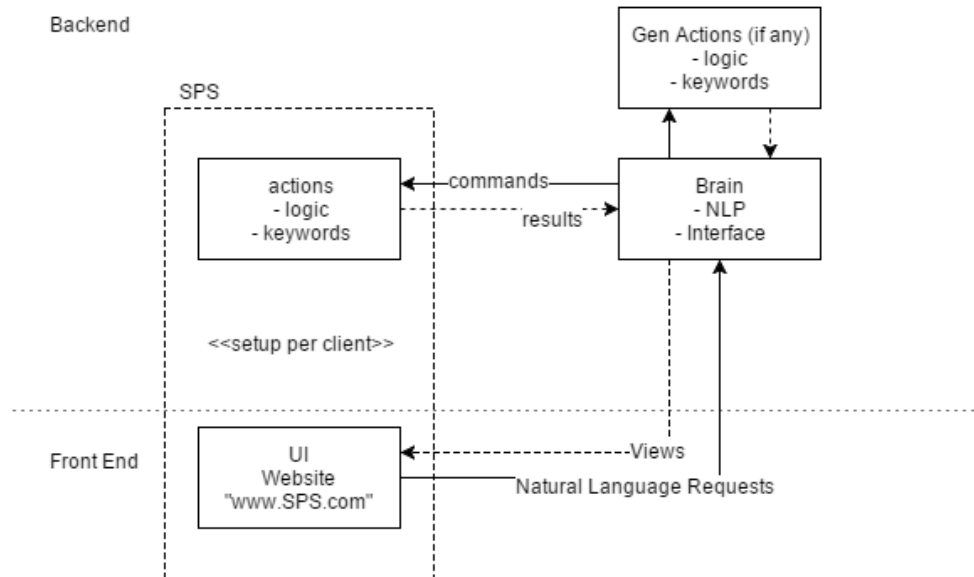 Backend
Gen Actions (if any)
- logic
- keywords
SPS
actions
- logic
- keywords
commands
results
Brain
- NLP
- Interface
<<setup per client>>
Front End
UI
Website
"www.SPS.com"
Views
Natural Language Requests